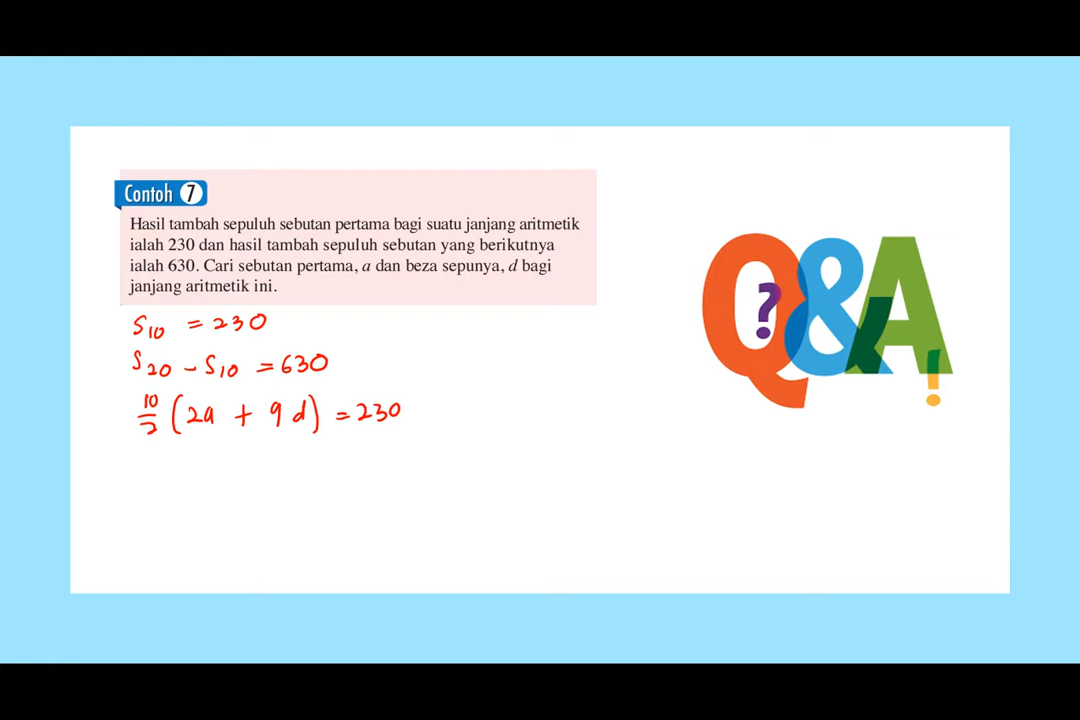 Contoh 7
Hasil tambah sepuluh sebutan pertama bagi suatu janjang aritmetik
ialah 230 dan hasil tambah sepuluh sebutan yang berikutnya
ialah 630. Cari sebutan pertama, a dan beza sepunya, d bagi
janjang aritmetik ini.
S₁₀ = 230
S₂₀ - S₁₀ = 630
10/2 (2a + 9d) = 230
Q&A
?
!